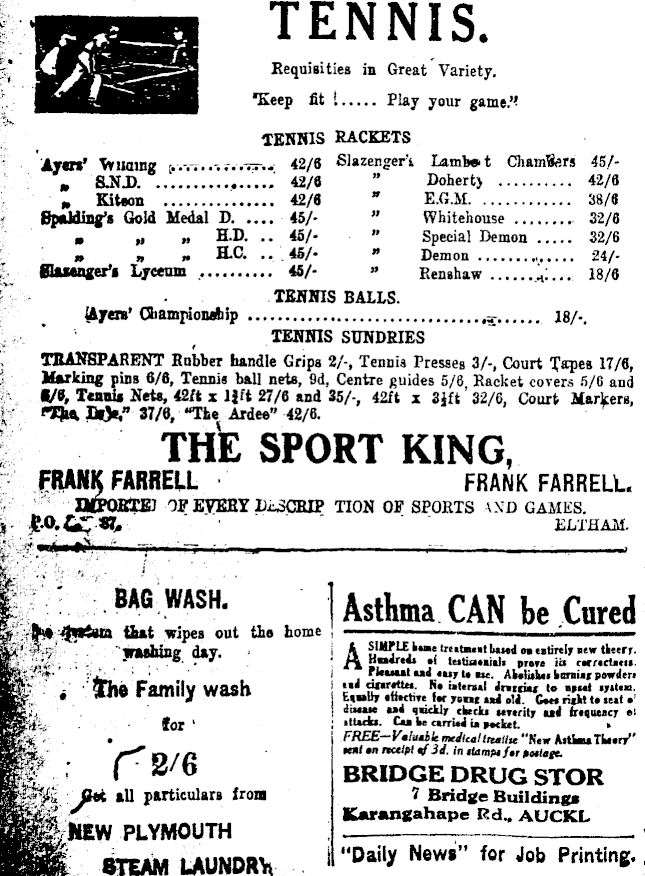 TENNIS.
Requisities in Great Variety.
"Keep fit !..... Play your game."
TENNIS RACKETS
Ayers' Wilding .............. 42/6
„ S.N.D. ................ 42/6
„ Kitson ................ 42/6
Spalding's Gold Medal D. .... 45/-
„ „ „ H.D. .. 45/-
„ „ „ H.C. .. 45/-
Slazenger's Lyceum .......... 45/-
Slazenger's Lambert Chambers 45/-
" Doherty .......... 42/6
" E.G.M. ........... 38/6
" Whitehouse ........ 32/6
" Special Demon ..... 32/6
" Demon ............. 24/-
" Renshaw ........... 18/6
TENNIS BALLS.
Ayers' Championship ........................................ 18/-.
TENNIS SUNDRIES
TRANSPARENT Rubber handle Grips 2/-, Tennis Presses 3/-, Court Tapes 17/6,
Marking pins 6/6, Tennis ball nets, 9d, Centre guides 5/6, Racket covers 5/6 and
6/6, Tennis Nets, 42ft x 1½ft 27/6 and 35/-, 42ft x 3½ft 32/6, Court Markers,
37/6, "The Ardee" 42/6.
THE SPORT KING,
FRANK FARRELL FRANK FARRELL.
IMPORTER OF EVERY DESCRIP TION OF SPORTS AND GAMES.
P.O. 87. ELTHAM.
BAG WASH.
The system that wipes out the home
washing day.
The Family wash
for
2/6
Get all particulars from
NEW PLYMOUTH
STEAM LAUNDRY
Asthma CAN be Cured
A SIMPLE home treatment based on entirely new theory.
Hundreds of testimonials prove its correctness.
Pleasant and easy to use. Abolishes burning powders
and cigarettes. No internal drugging to upset system.
Equally effective for young and old. Goes right to seat o'
disease and quickly checks severity and frequency of
attacks. Can be carried in pocket.
FREE—Valuable medical treatise "New Asthma Theory"
sent on receipt of 3d. in stamps for postage.
BRIDGE DRUG STOR
7 Bridge Buildings
Karangahape Rd., AUCKL
"Daily News" for Job Printing.